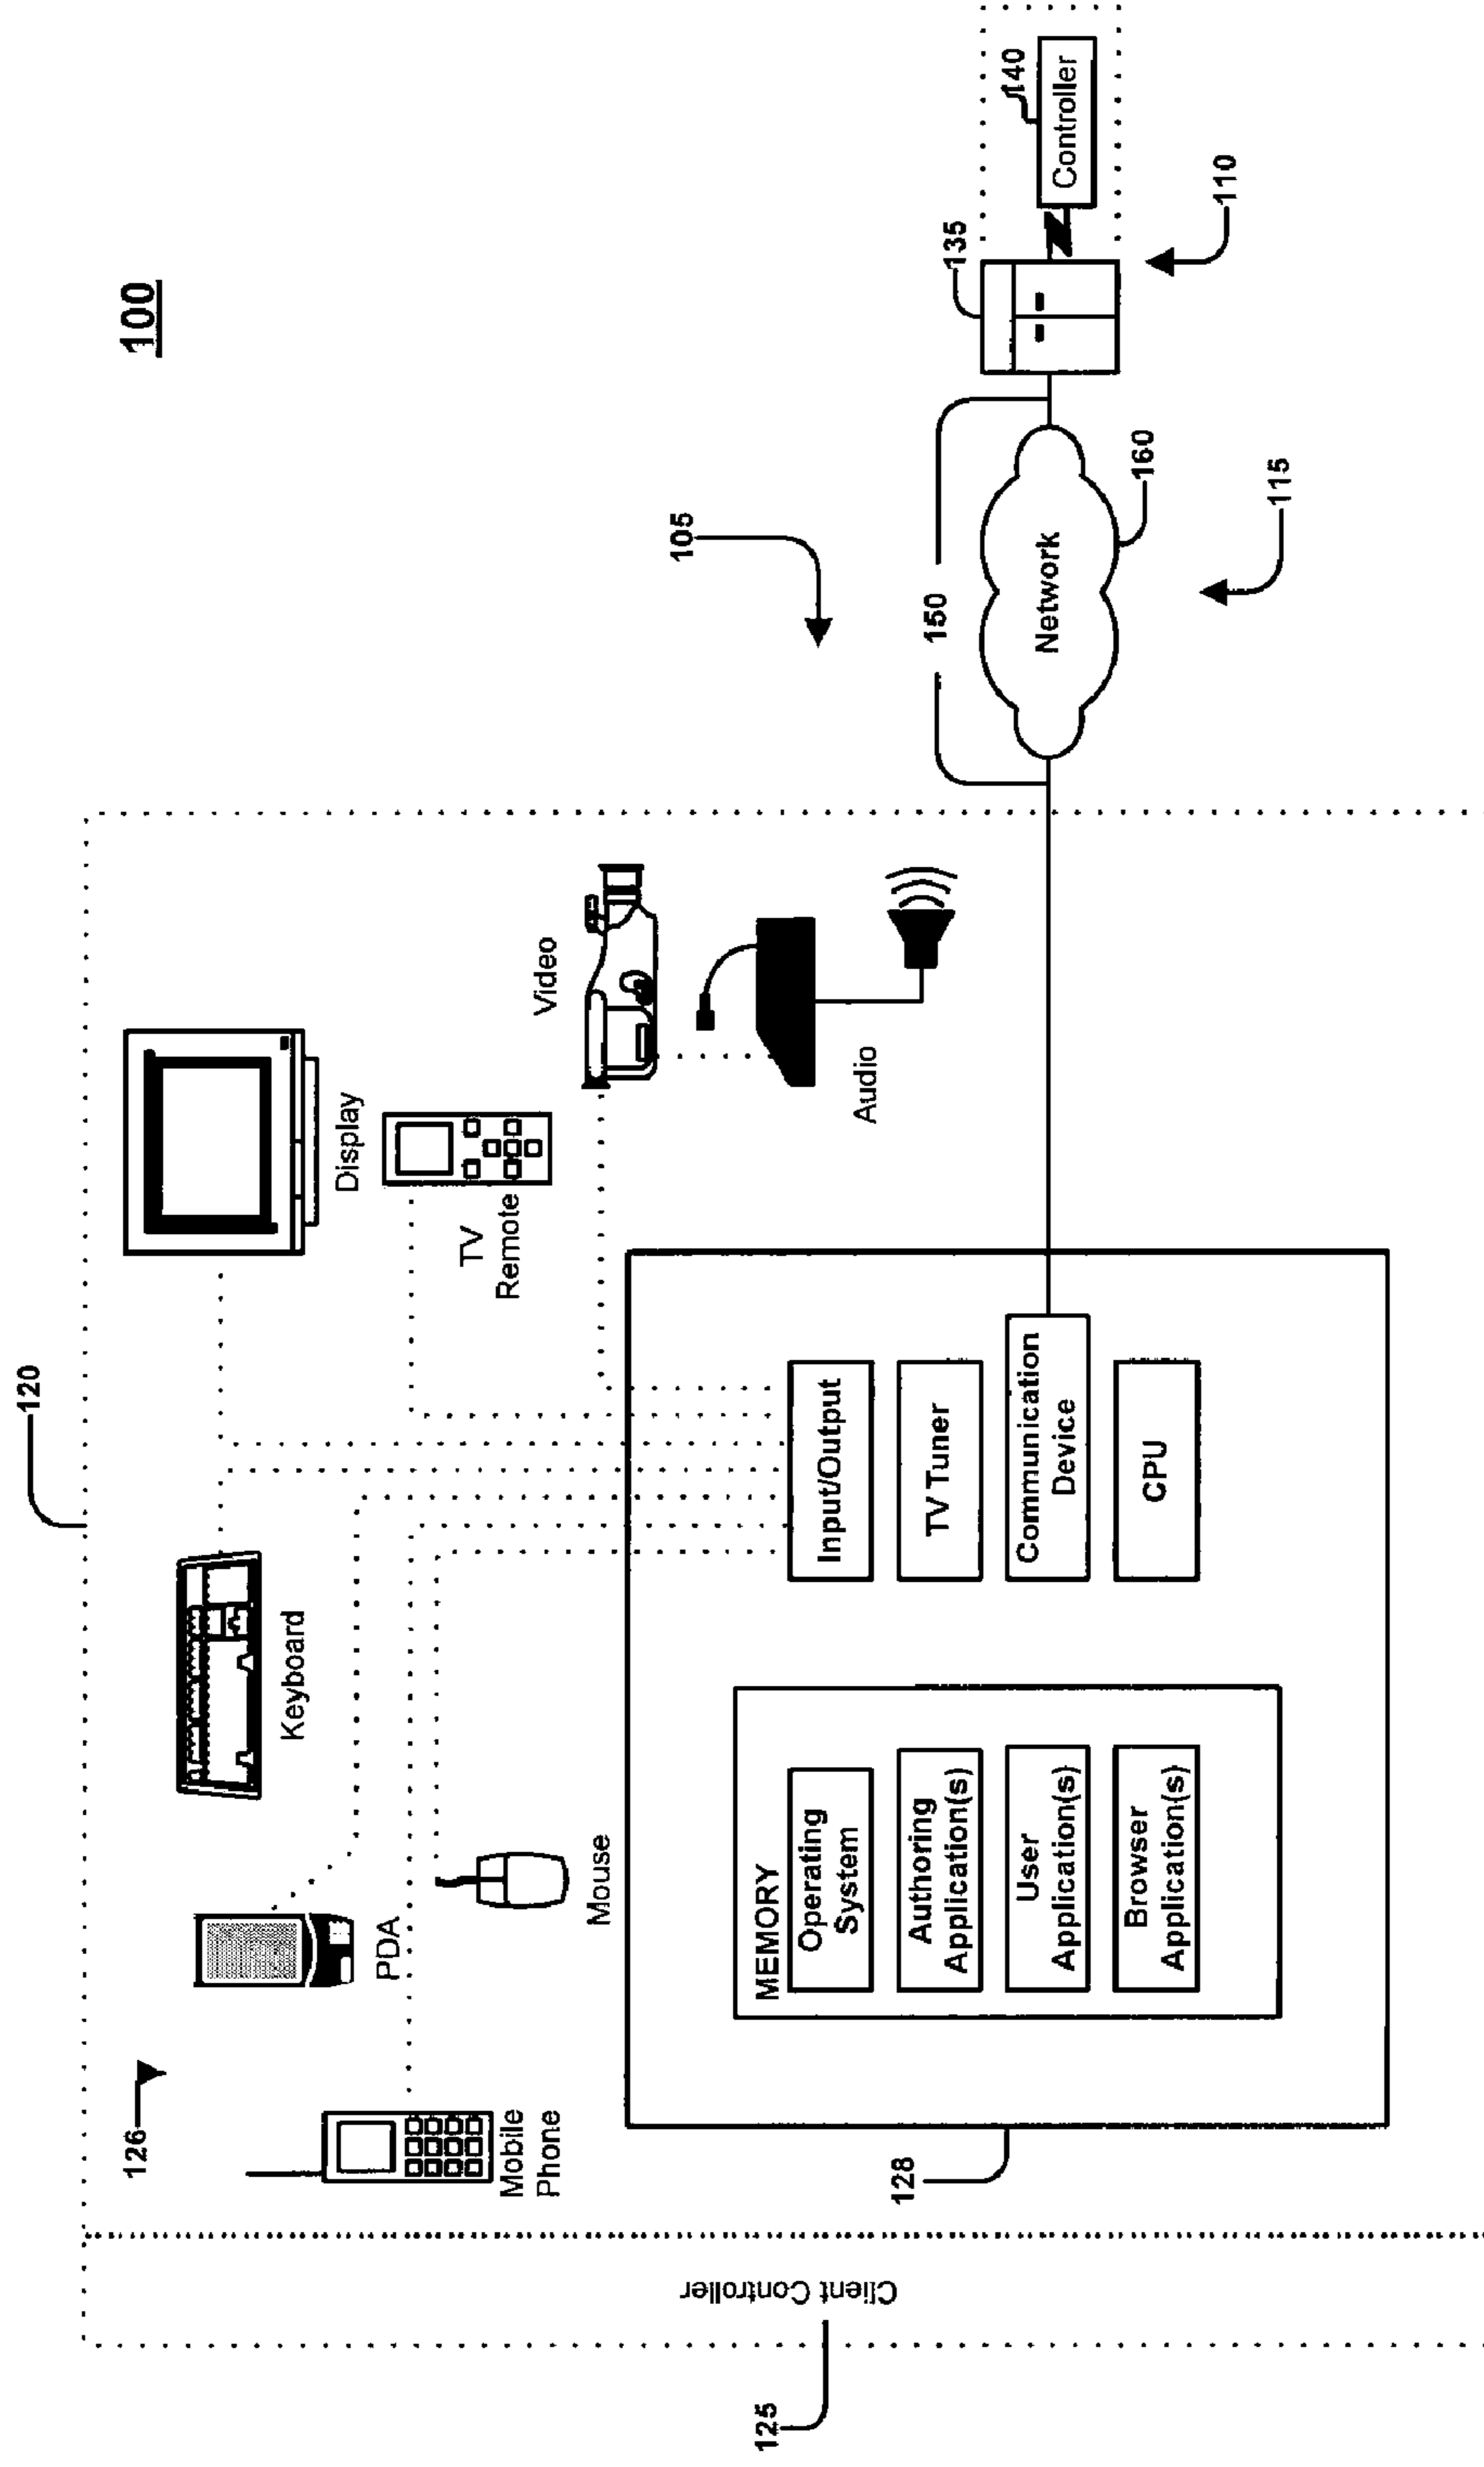 100
120
126
Mobile
Phone
PDA
Keyboard
Mouse
Display
TV
Remote
Video
Audio
105
128
MEMORY
Operating
System
Authoring
Application(s)
User
Application(s)
Browser
Application(s)
Input/Output
TV Tuner
Communication
Device
CPU
125
Client Controller
150
Network
160
115
135
140
Controller
110